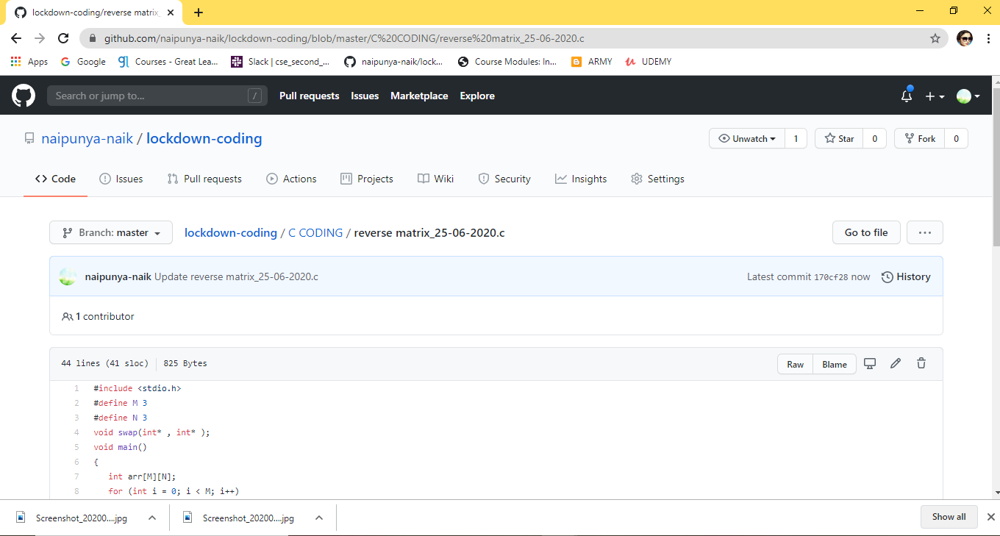 lockdown-coding/reverse matrix_
github.com/naipunya-naik/lockdown-coding/blob/master/C%20CODING/reverse%20matrix_25-06-2020.c
Apps Google Courses - Great Lea... Slack | cse_second_... naipunya-naik/lock... Course Modules: In... ARMY UDEMY
Search or jump to... / Pull requests Issues Marketplace Explore
naipunya-naik / lockdown-coding Unwatch 1 Star 0 Fork 0
Code Issues Pull requests Actions Projects Wiki Security Insights Settings
Branch: master lockdown-coding / C CODING / reverse matrix_25-06-2020.c Go to file ...
naipunya-naik Update reverse matrix_25-06-2020.c Latest commit 170cf28 now History
1 contributor
44 lines (41 sloc) 825 Bytes Raw Blame
1 #include <stdio.h>
2 #define M 3
3 #define N 3
4 void swap(int* , int* );
5 void main()
6 {
7 int arr[M][N];
8 for (int i = 0; i < M; i++)
Screenshot_20200....jpg Screenshot_20200....jpg Show all